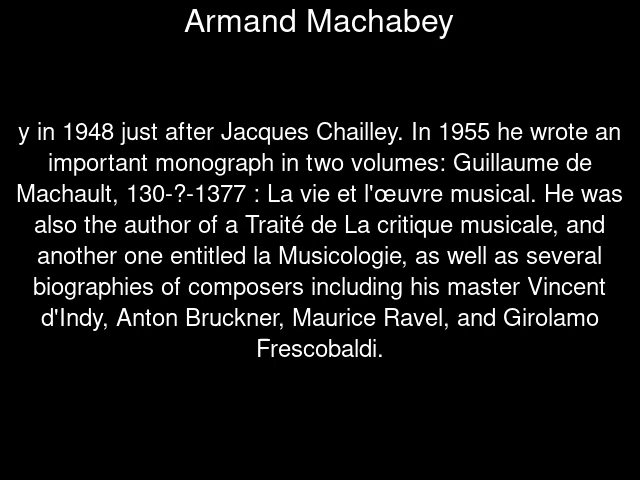 Armand Machabey
y in 1948 just after Jacques Chailley. In 1955 he wrote an
important monograph in two volumes: Guillaume de
Machault, 130-?-1377 : La vie et l'œuvre musical. He was
also the author of a Traité de La critique musicale, and
another one entitled la Musicologie, as well as several
biographies of composers including his master Vincent
d'Indy, Anton Bruckner, Maurice Ravel, and Girolamo
Frescobaldi.